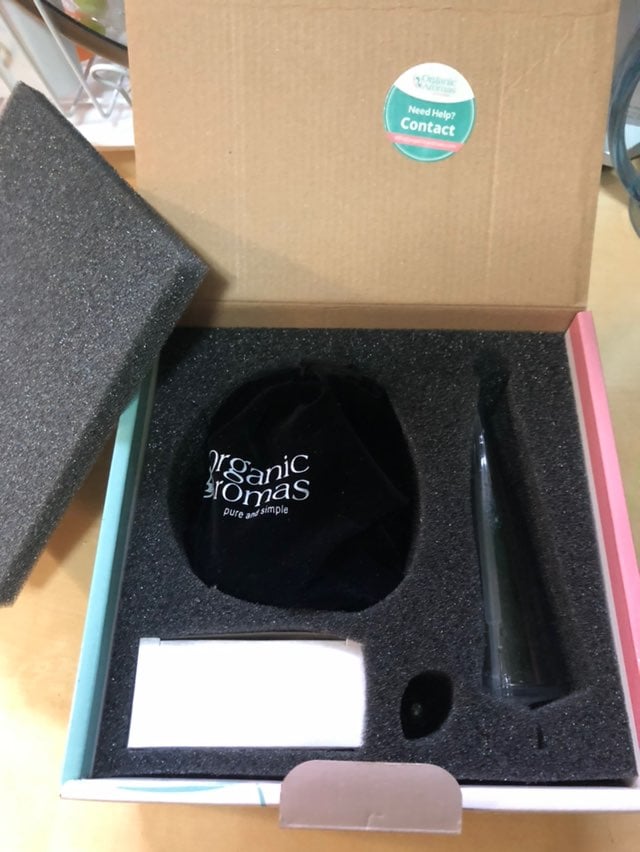 Organic
Aromas
Need Help?
Contact
Organic
Aromas
pure and simple